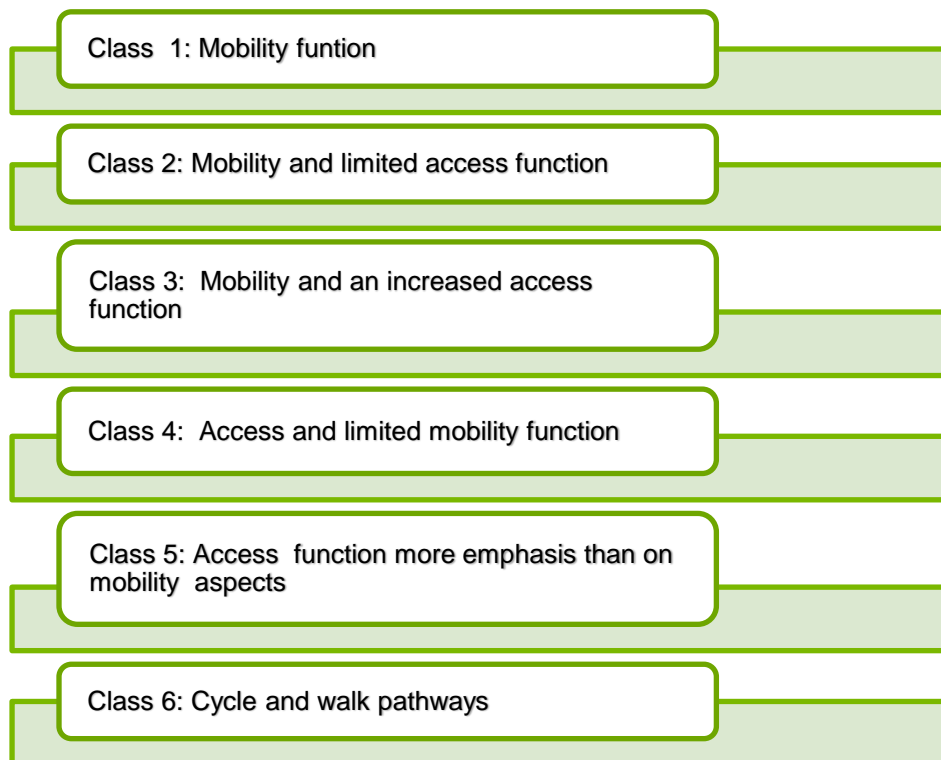 Class  1: Mobility funtion
Class 2: Mobility and limited access function
Class 3:  Mobility and an increased access
function
Class 4:  Access and limited mobility function
Class 5: Access  function more emphasis than on
mobility  aspects
Class 6: Cycle and walk pathways